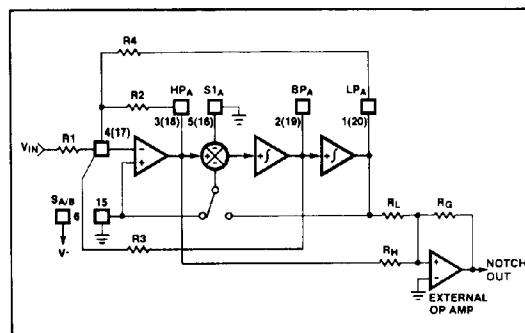 R4
R2
HPA
S1A
BPA
LPA
R1
4(17)
3(18)
5(16)
2(19)
1(20)
VIN
SA/B
6
15
V-
R3
RL
RG
RH
NOTCH
OUT
EXTERNAL
OP AMP